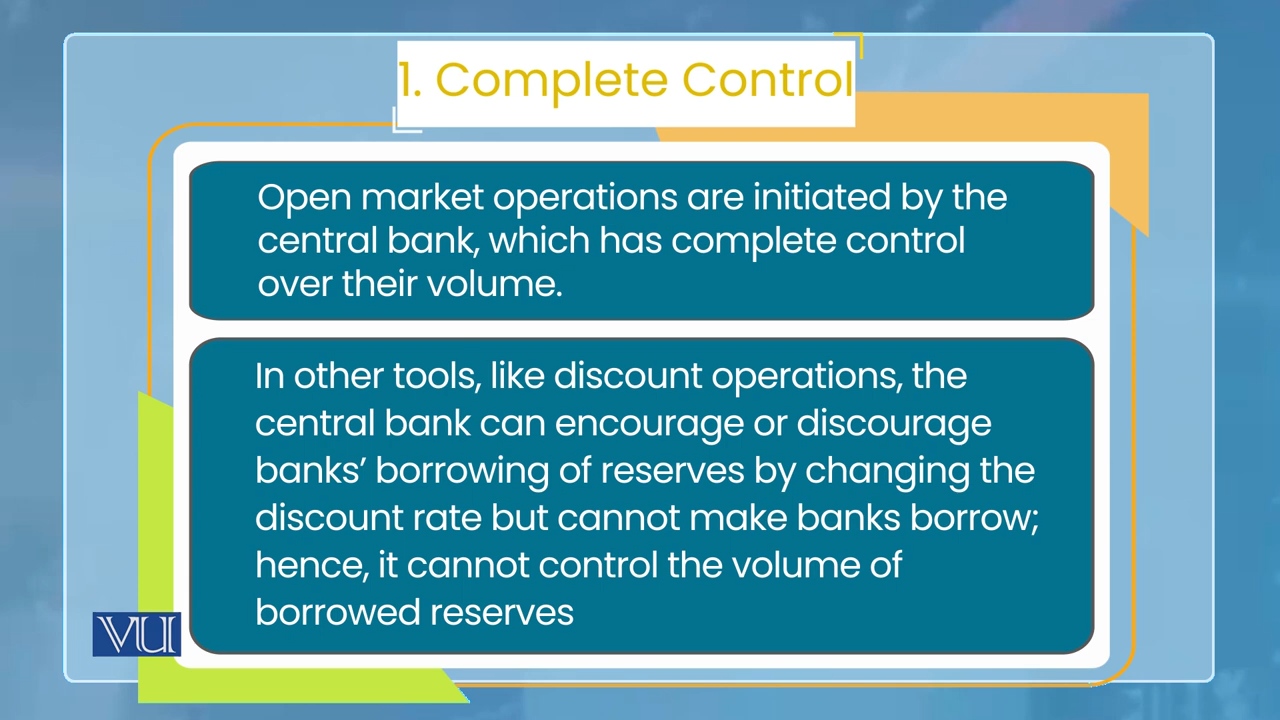 1. Complete Control
Open market operations are initiated by the
central bank, which has complete control
over their volume.
In other tools, like discount operations, the
central bank can encourage or discourage
banks’ borrowing of reserves by changing the
discount rate but cannot make banks borrow;
hence, it cannot control the volume of
borrowed reserves
VU